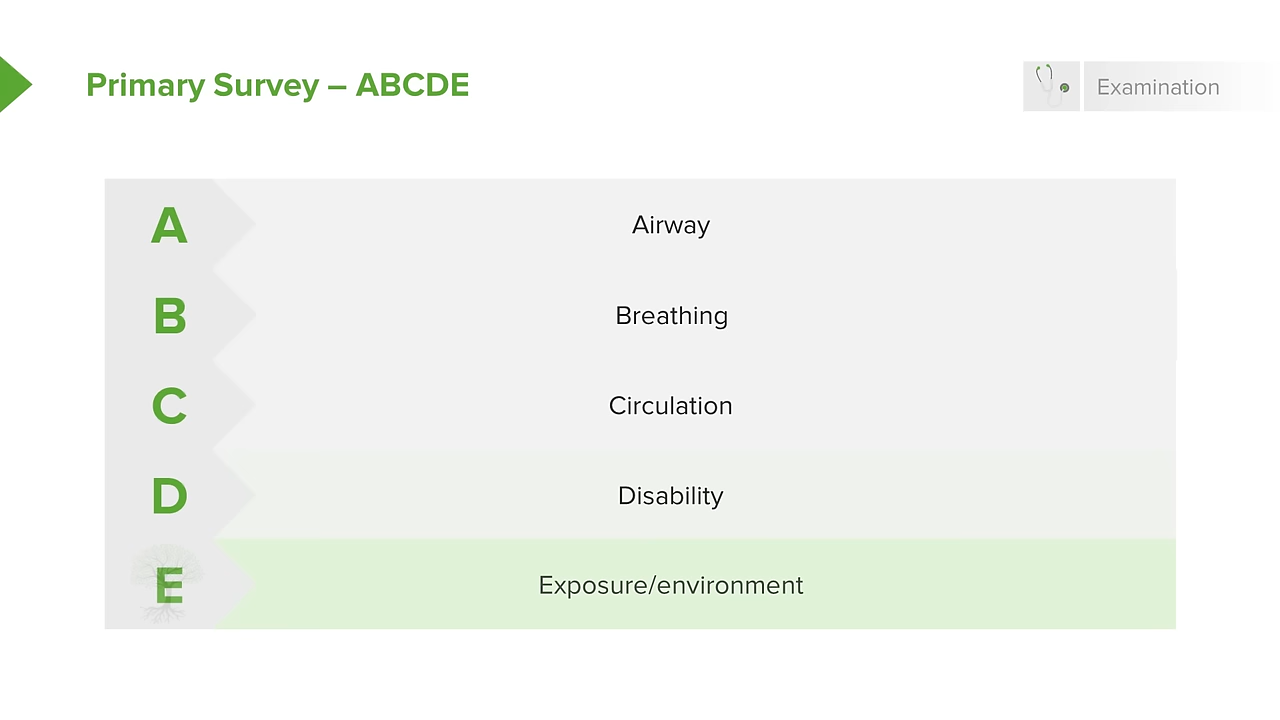 Primary Survey – ABCDE
Examination
A Airway
B Breathing
C Circulation
D Disability
E Exposure/environment